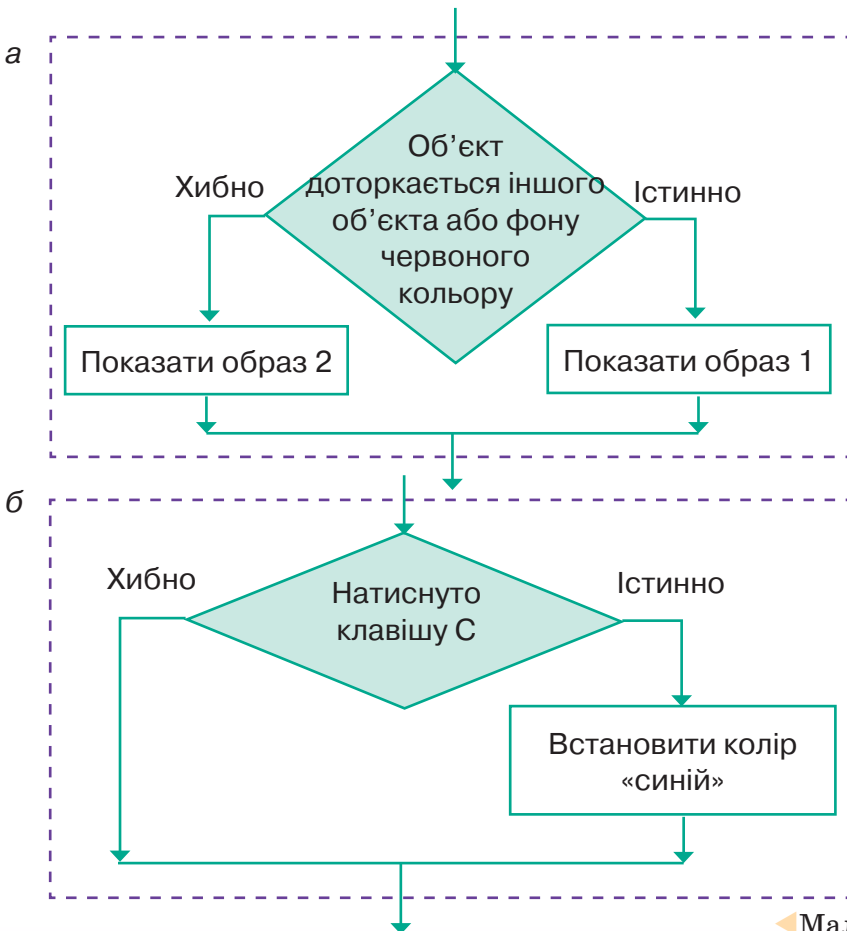 а
Об’єкт
доторкається іншого
об’єкта або фону
червоного
кольору
Хибно
Істинно
Показати образ 2
Показати образ 1
б
Хибно
Істинно
Натиснуто
клавішу С
Встановити колір
«синій»
Мал